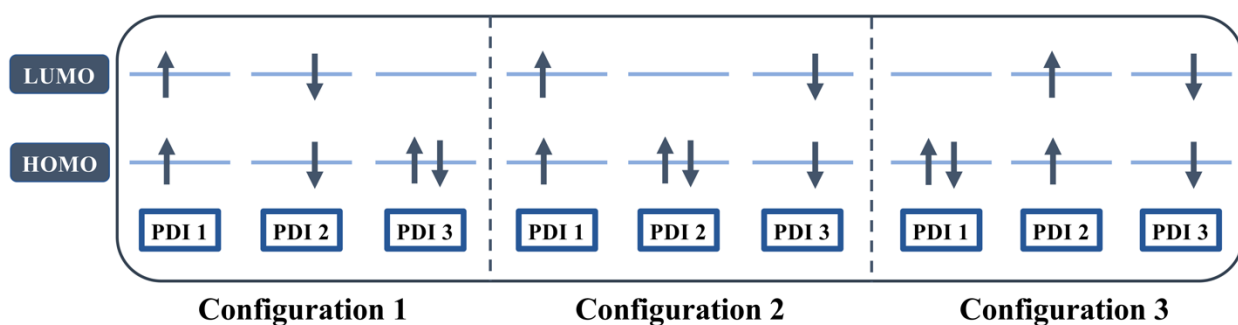 LUMO
HOMO
PDI 1 PDI 2 PDI 3 PDI 1 PDI 2 PDI 3 PDI 1 PDI 2 PDI 3
Configuration 1 Configuration 2 Configuration 3